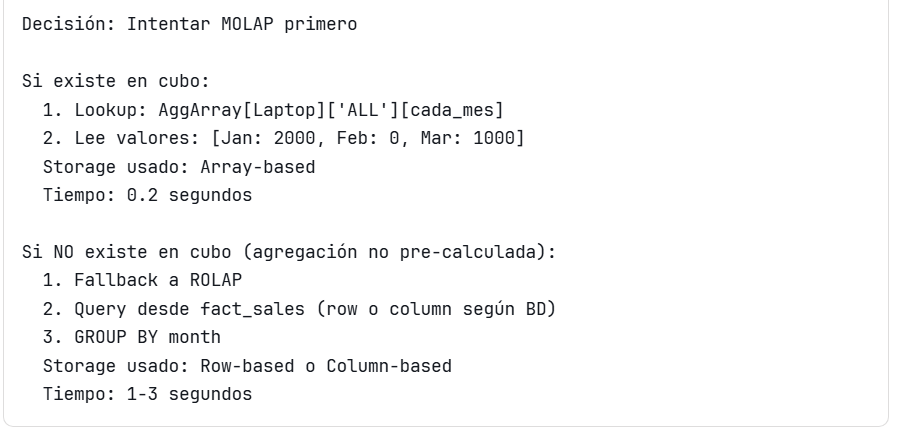 Decisión: Intentar MOLAP primero
Si existe en cubo:
1. Lookup: AggArray[Laptop]['ALL'][cada_mes]
2. Lee valores: [Jan: 2000, Feb: 0, Mar: 1000]
Storage usado: Array-based
Tiempo: 0.2 segundos
Si NO existe en cubo (agregación no pre-calculada):
1. Fallback a ROLAP
2. Query desde fact_sales (row o column según BD)
3. GROUP BY month
Storage usado: Row-based o Column-based
Tiempo: 1-3 segundos